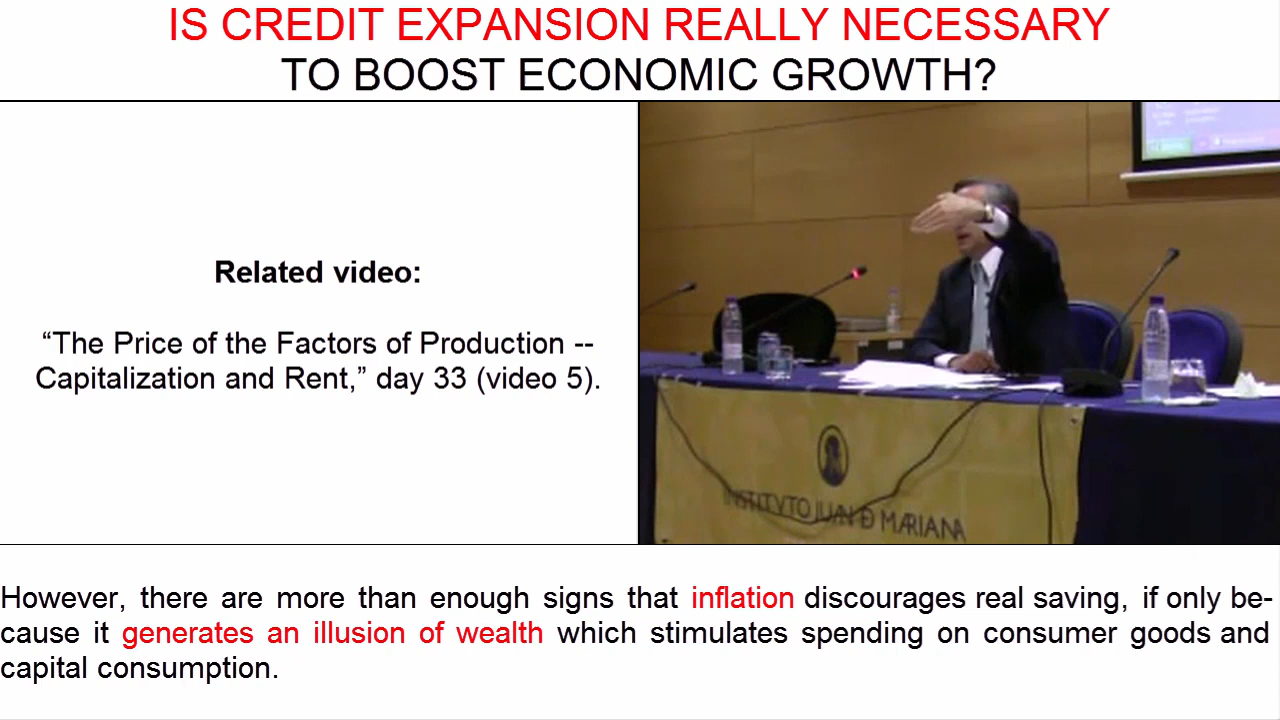 IS CREDIT EXPANSION REALLY NECESSARY
TO BOOST ECONOMIC GROWTH?
Related video:
“The Price of the Factors of Production --
Capitalization and Rent,” day 33 (video 5).
INSTITVTO JUAN Đ MARIANA
However, there are more than enough signs that inflation discourages real saving, if only be-
cause it generates an illusion of wealth which stimulates spending on consumer goods and
capital consumption.